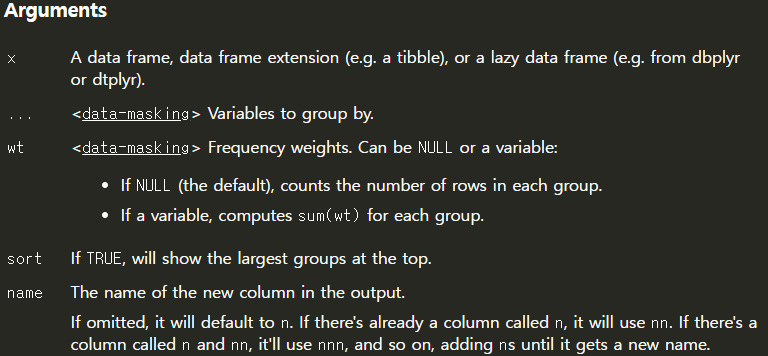 Arguments
x A data frame, data frame extension (e.g. a tibble), or a lazy data frame (e.g. from dbplyr
or dtplyr).
... <data-masking> Variables to group by.
wt <data-masking> Frequency weights. Can be NULL or a variable:
• If NULL (the default), counts the number of rows in each group.
• If a variable, computes sum(wt) for each group.
sort If TRUE, will show the largest groups at the top.
name The name of the new column in the output.
If omitted, it will default to n. If there's already a column called n, it will use nn. If there's a
column called n and nn, it'll use nnn, and so on, adding ns until it gets a new name.